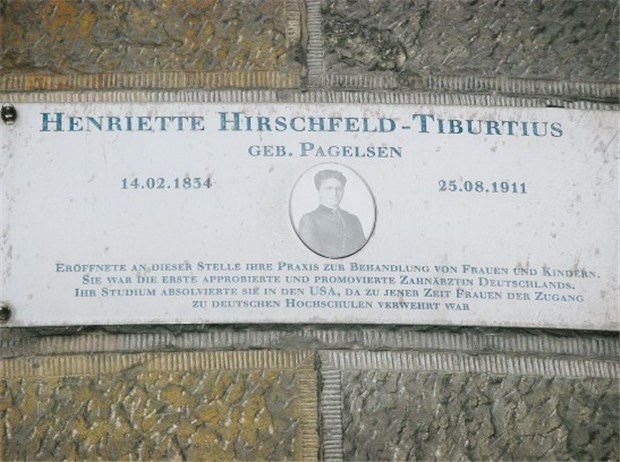 HENRIETTE HIRSCHFELD-TIBURTIUS
GEB. PAGELSEN
14.02.1834 25.08.1911
ERÖFFNETE AN DIESER STELLE IHRE PRAXIS ZUR BEHANDLUNG VON FRAUEN UND KINDERN.
SIE WAR DIE ERSTE APPROBIERTE UND PROMOVIERTE ZAHNÄRZTIN DEUTSCHLANDS.
IHR STUDIUM ABSOLVIERTE SIE IN DEN USA, DA ZU JENER ZEIT FRAUEN DER ZUGANG
ZU DEUTSCHEN HOCHSCHULEN VERWEHRT WAR